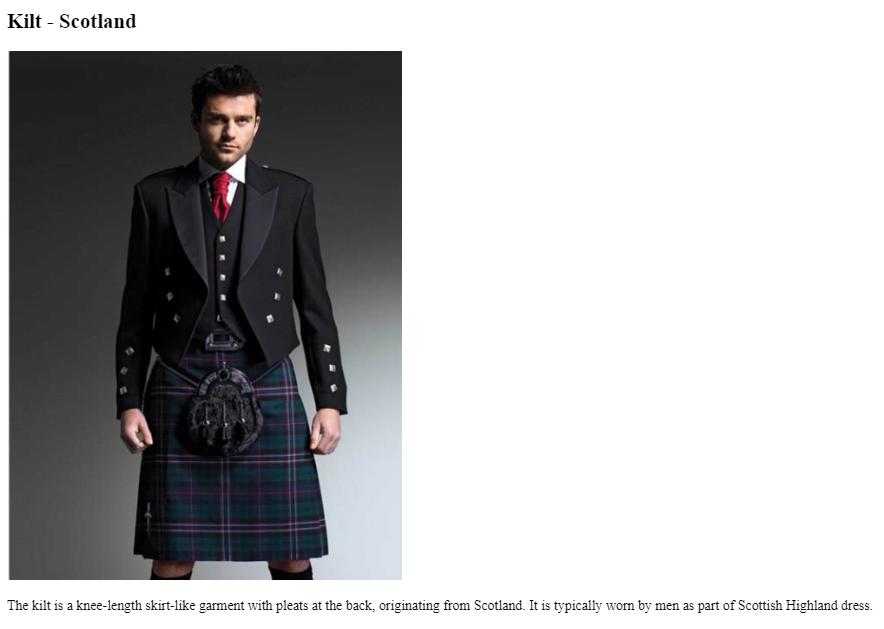 Kilt - Scotland
The kilt is a knee-length skirt-like garment with pleats at the back, originating from Scotland. It is typically worn by men as part of Scottish Highland dress.